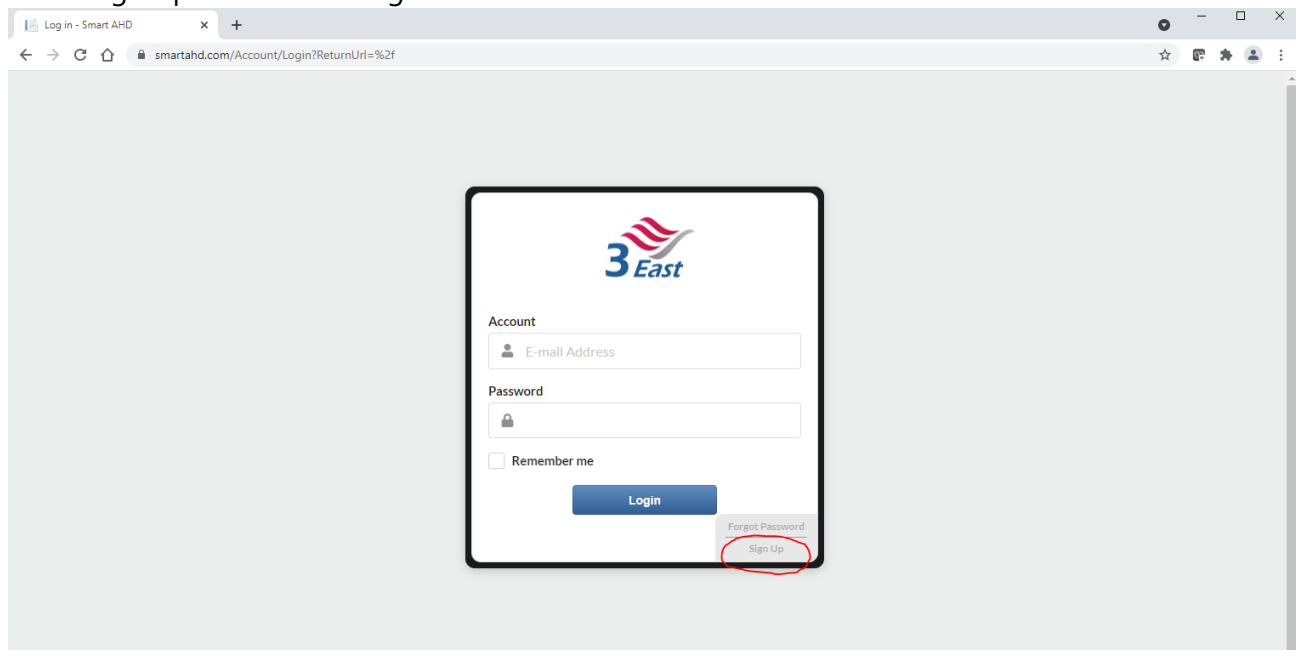 Log in - Smart AHD
smartahd.com/Account/Login?ReturnUrl=%2f
3 East
Account
E-mail Address
Password
Remember me
Login
Forgot Password
Sign Up